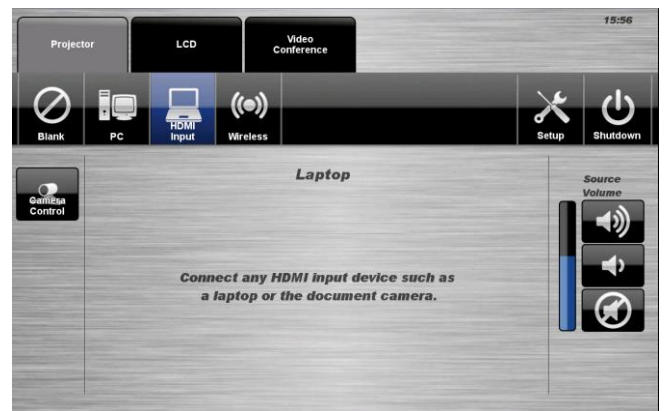 15:56
Projector
LCD
Video
Conference
Blank
PC
HDMI
Input
Wireless
Setup
Shutdown
Camera
Control
Laptop
Source
Volume
Connect any HDMI input device such as
a laptop or the document camera.